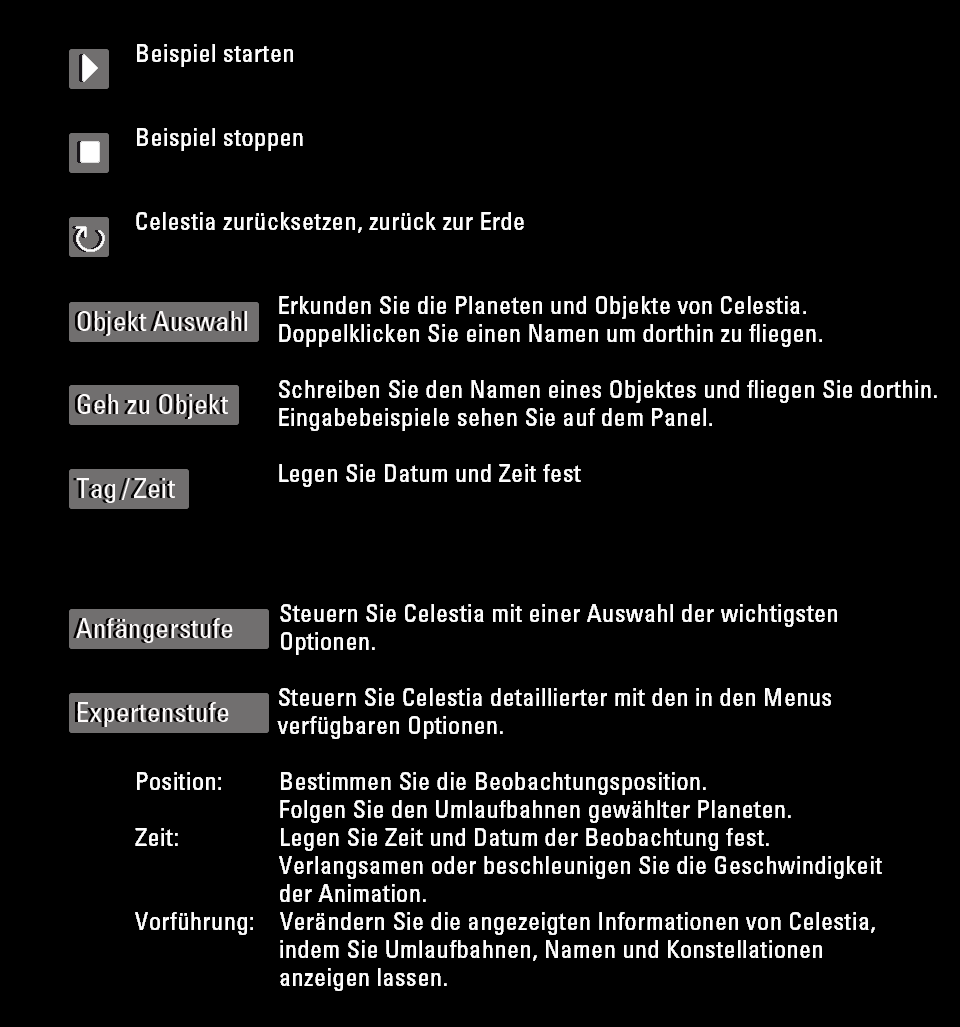 Beispiel starten
Beispiel stoppen
Celestia zurücksetzen, zurück zur Erde
Objekt Auswahl
Erkunden Sie die Planeten und Objekte von Celestia.
Doppelklicken Sie einen Namen um dorthin zu fliegen.
Geh zu Objekt
Schreiben Sie den Namen eines Objektes und fliegen Sie dorthin.
Eingabebeispiele sehen Sie auf dem Panel.
Tag/Zeit
Legen Sie Datum und Zeit fest
Anfängerstufe
Steuern Sie Celestia mit einer Auswahl der wichtigsten
Optionen.
Expertenstufe
Steuern Sie Celestia detaillierter mit den in den Menus
verfügbaren Optionen.
Position: Bestimmen Sie die Beobachtungsposition.
Folgen Sie den Umlaufbahnen gewählter Planeten.
Zeit: Legen Sie Zeit und Datum der Beobachtung fest.
Verlangsamen oder beschleunigen Sie die Geschwindigkeit
der Animation.
Vorführung: Verändern Sie die angezeigten Informationen von Celestia,
indem Sie Umlaufbahnen, Namen und Konstellationen
anzeigen lassen.